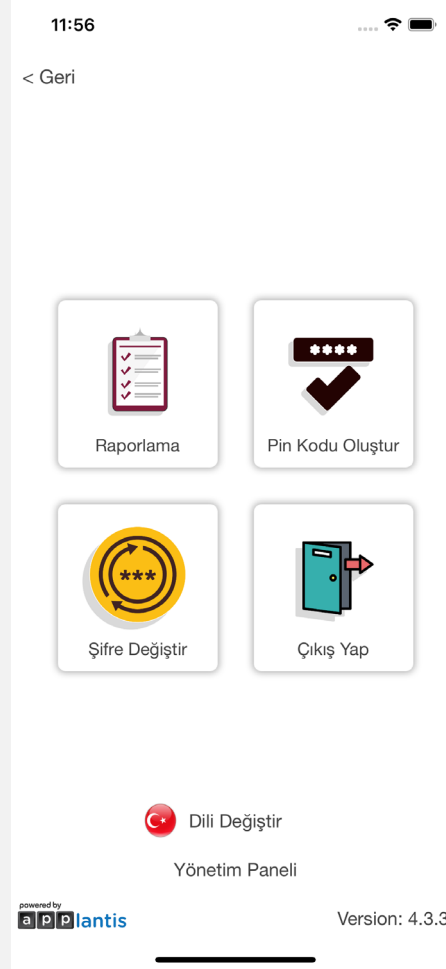 11:56
< Geri
****
Raporlama
Pin Kodu Oluştur
***
Şifre Değiştir
Çıkış Yap
Dili Değiştir
Yönetim Paneli
powered by
applantis
Version: 4.3.3